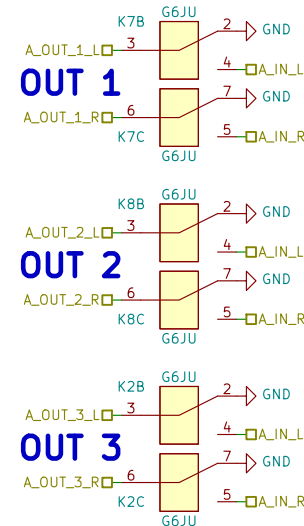 G6JU
K7B
2
GND
A_OUT_1_L
3
4
A_IN_L
OUT 1
7
GND
A_OUT_1_R
6
5
A_IN_R
K7C
G6JU
G6JU
K8B
2
GND
A_OUT_2_L
3
4
A_IN_L
OUT 2
7
GND
A_OUT_2_R
6
5
A_IN_R
K8C
G6JU
G6JU
K2B
2
GND
A_OUT_3_L
3
4
A_IN_L
OUT 3
7
GND
A_OUT_3_R
6
5
A_IN_R
K2C
G6JU